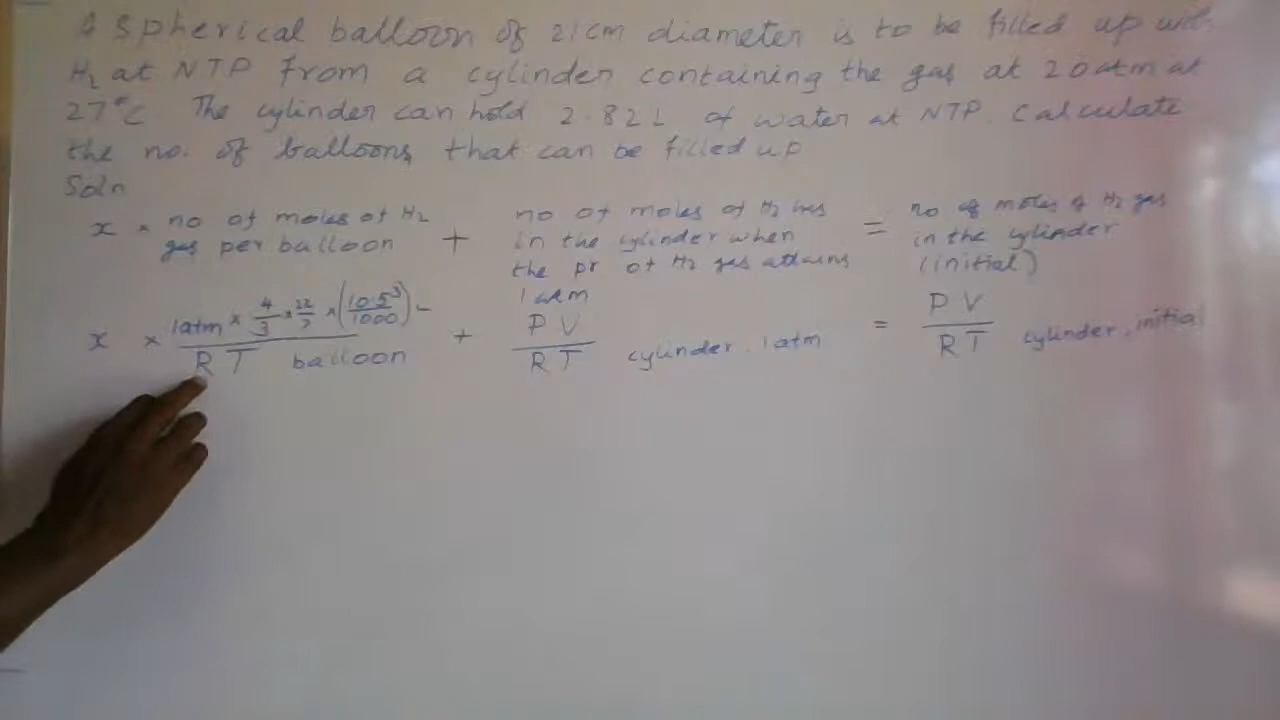 A spherical balloon of 21cm diameter is to be filled up with
H2 at NTP from a cylinder containing the gas at 20atm at
27°C The cylinder can hold 2.82L of water at NTP. Calculate
the no. of balloons that can be filled up
Soln
x × no of moles of H2 gas per balloon + no of moles of H2 gas in the cylinder when the pr of H2 gas attains 1 atm = no of moles of H2 gas in the cylinder (initial)
x × 1atm × 4/3 × 22/7 × (10.5^3/1000) L / RT balloon + PV / RT cylinder, 1atm = PV / RT cylinder, initial